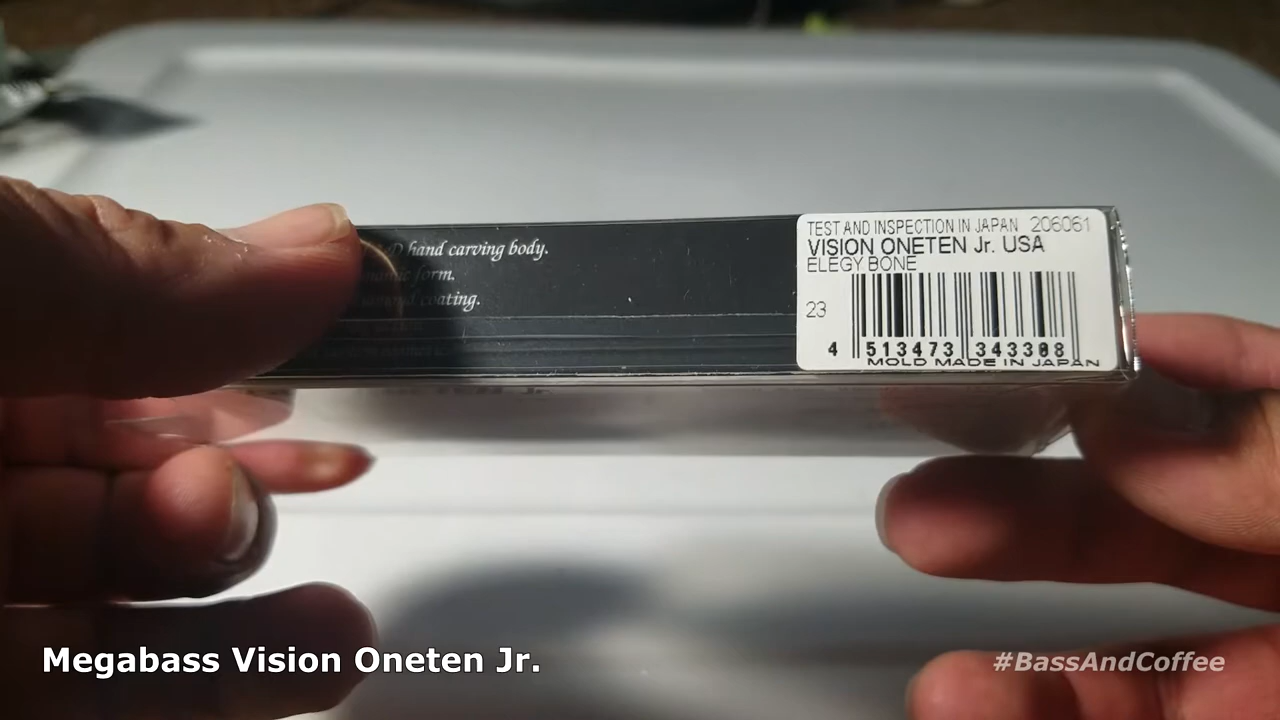 hand carving body.
form.
coating.
TEST AND INSPECTION IN JAPAN 206061
VISION ONETEN Jr. USA
ELEGY BONE
23
4 513473 343308
MOLD MADE IN JAPAN
Megabass Vision Oneten Jr.
#BassAndCoffee